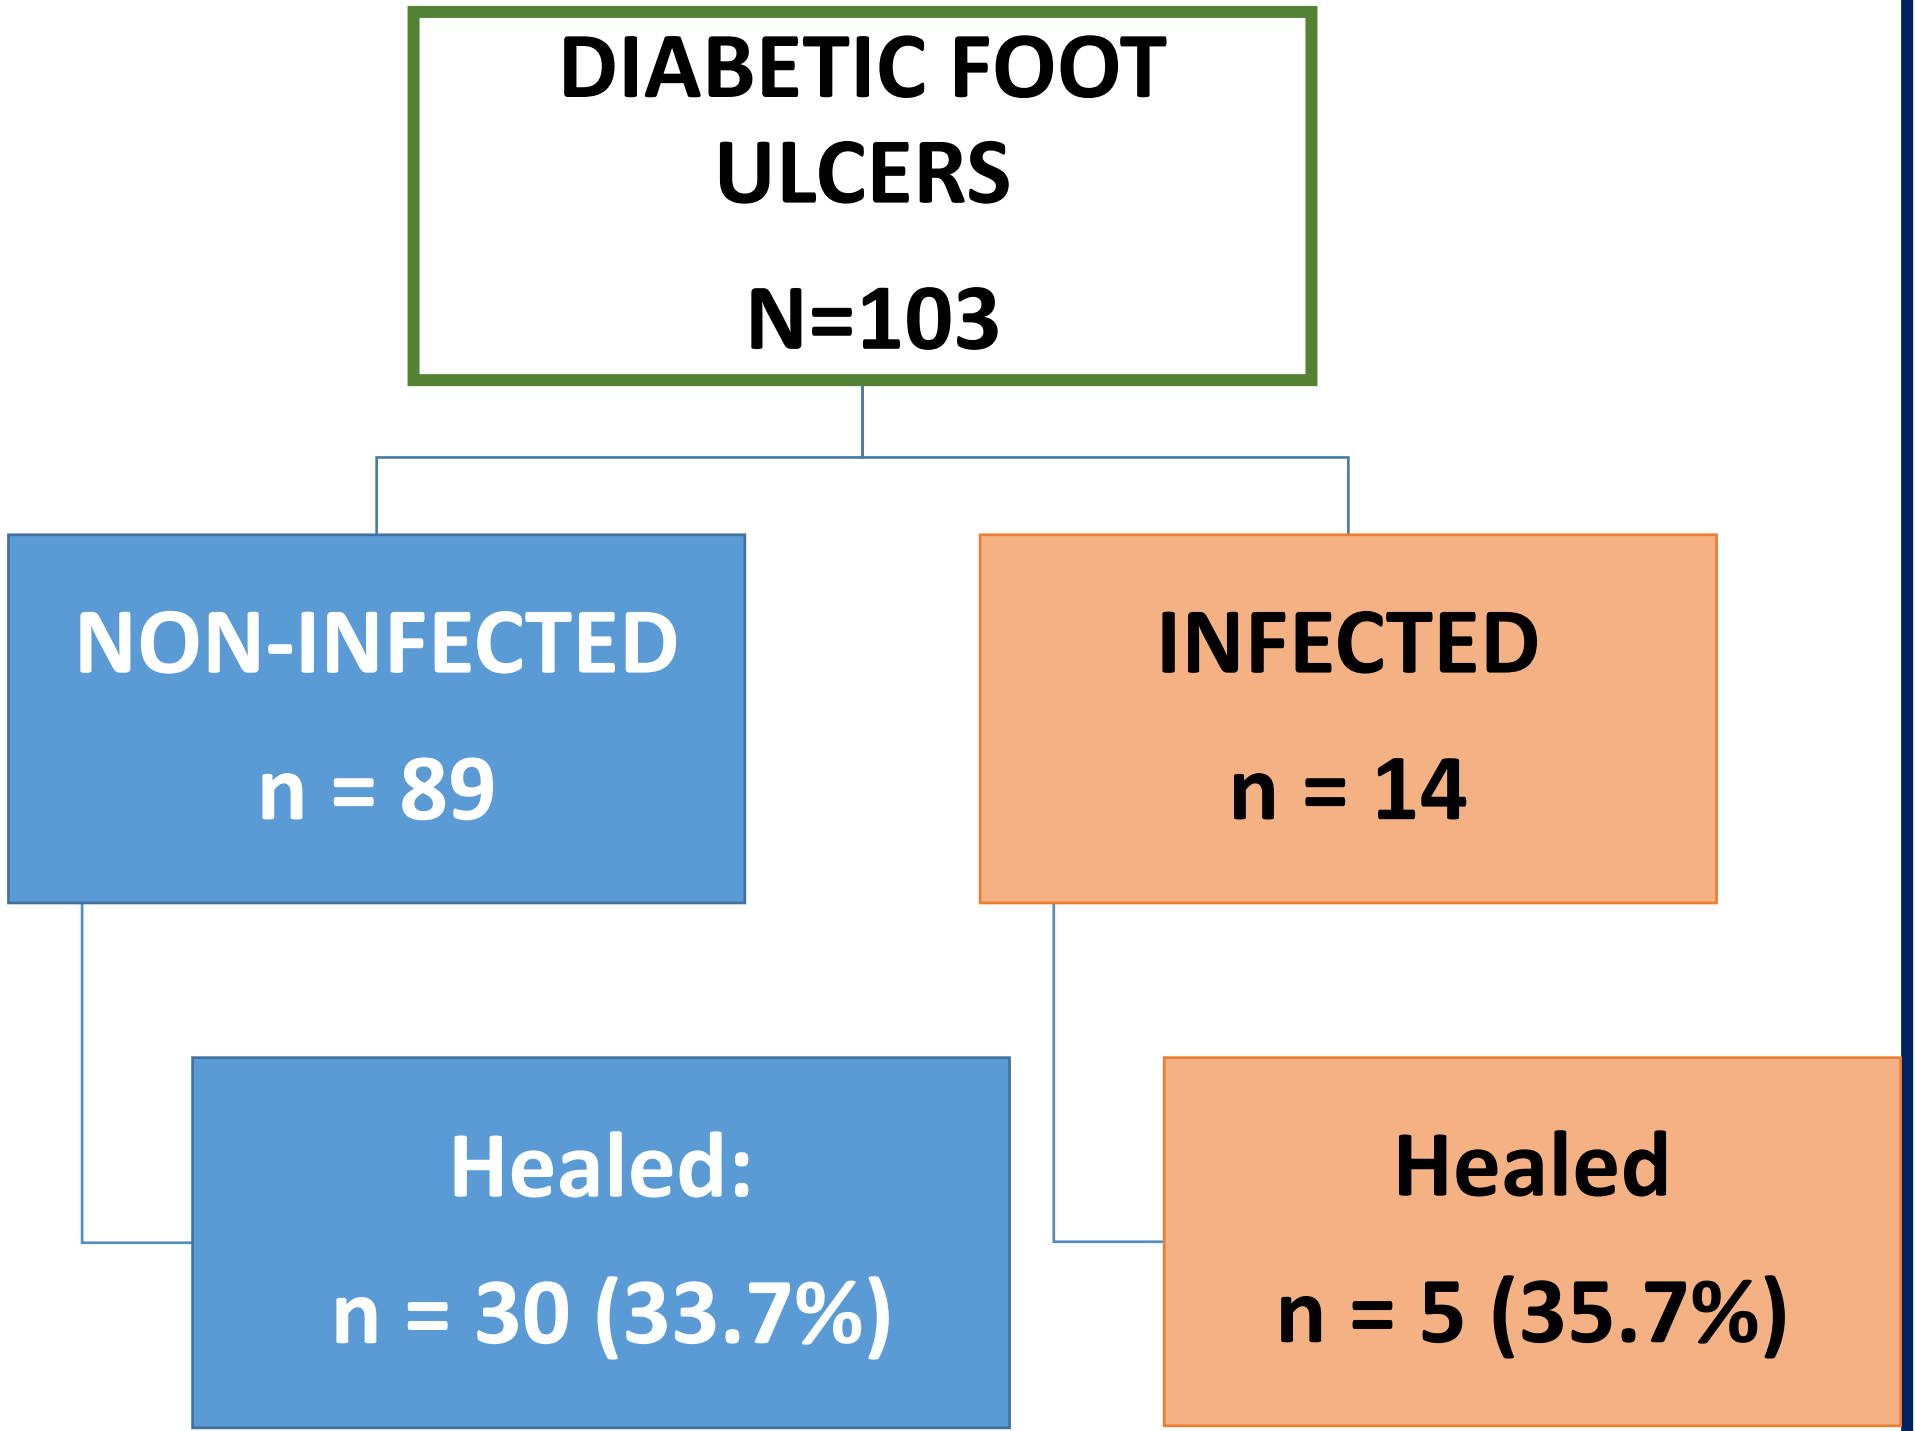 DIABETIC FOOT
ULCERS
N=103
NON-INFECTED
n = 89
INFECTED
n = 14
Healed:
n = 30 (33.7%)
Healed
n = 5 (35.7%)